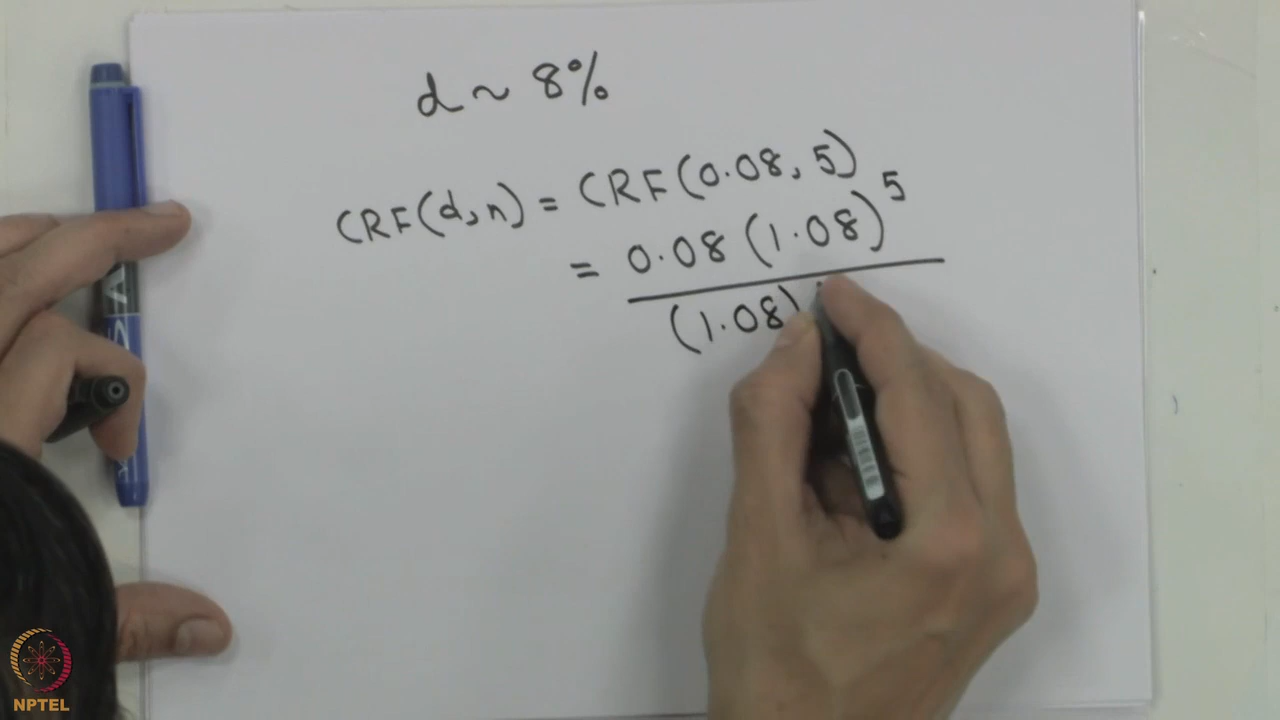 d ~ 8%
CRF(d,n) = CRF(0.08, 5)
= 0.08 (1.08)^5
(1.08)
NPTEL